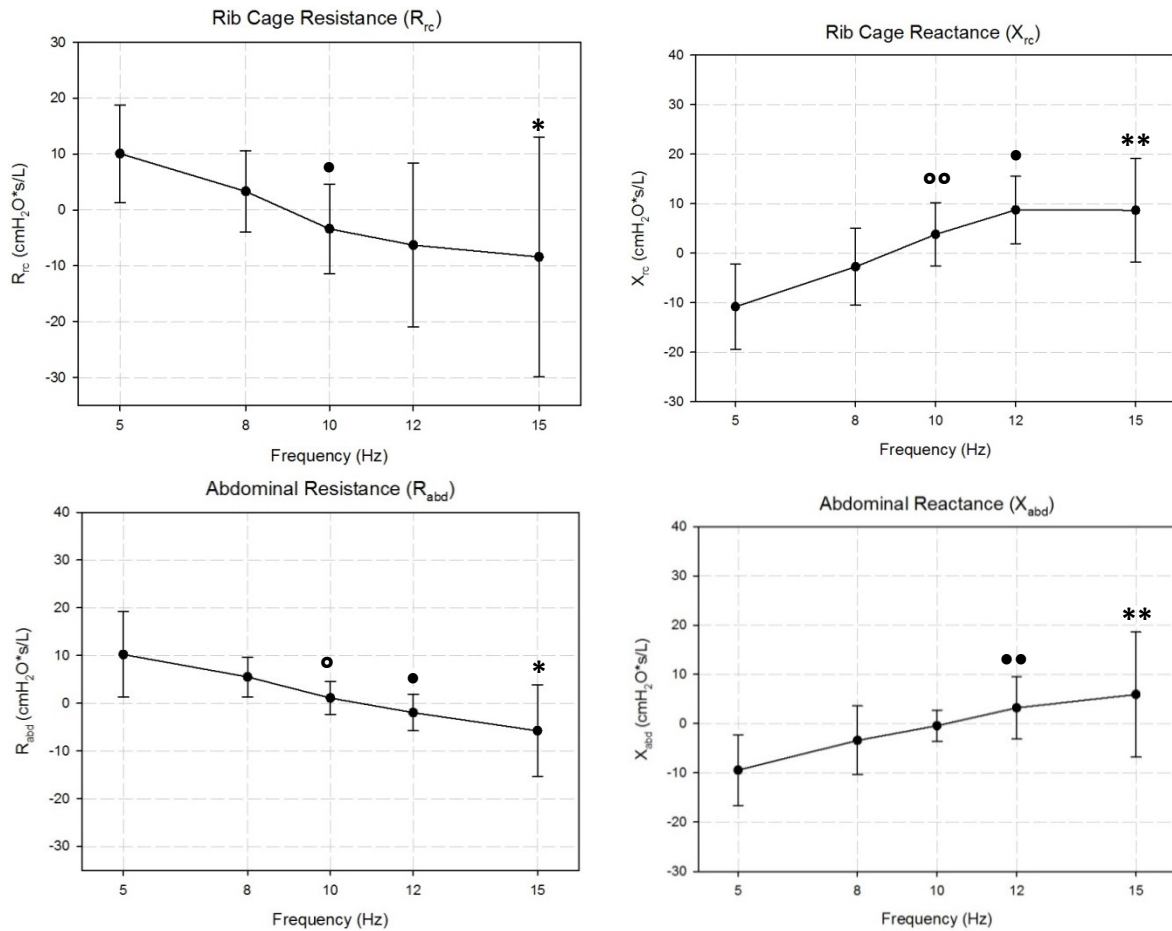 Rib Cage Resistance (Rrc)
30
20
10
0
-10
-20
-30
Rrc (cmH2O*s/L)
*
5 8 10 12 15
Frequency (Hz)
Rib Cage Reactance (Xrc)
40
30
20
10
0
-10
-20
-30
Xrc (cmH2O*s/L)
**
5 8 10 12 15
Frequency (Hz)
Abdominal Resistance (Rabd)
40
30
20
10
0
-10
-20
-30
Rabd (cmH2O*s/L)
*
5 8 10 12 15
Frequency (Hz)
Abdominal Reactance (Xabd)
40
30
20
10
0
-10
-20
-30
Xabd (cmH2O*s/L)
**
5 8 10 12 15
Frequency (Hz)